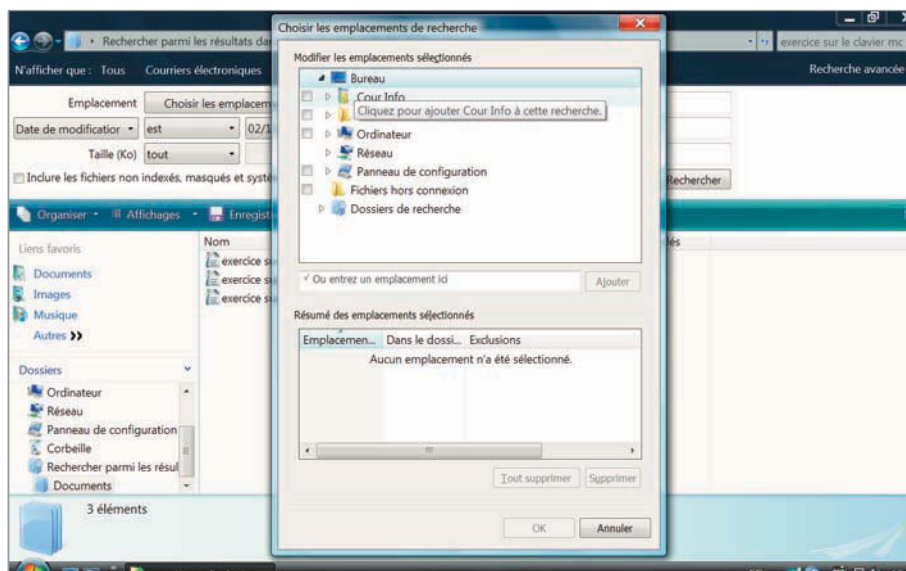 Choisir les emplacements de recherche
Rechercher parmi les résultats da
exercice sur le clavier mc
N'afficher que : Tous Courriers électroniques
Recherche avancée
Emplacement Choisir les emplacem
Date de modificatior est 02/1
Taille (Ko) tout
Inclure les fichiers non indexés, masqués et systè
Rechercher
Modifier les emplacements sélectionnés
Bureau
Cour Info
Cliquez pour ajouter Cour Info à cette recherche.
Ordinateur
Réseau
Panneau de configuration
Fichiers hors connexion
Dossiers de recherche
Ou entrez un emplacement ici
Ajouter
Résumé des emplacements sélectionnés
Emplacemen... Dans le dossi... Exclusions
Aucun emplacement n'a été sélectionné.
Tout supprimer Supprimer
OK Annuler
Organiser Affichages Enregist
Liens favoris
Documents
Images
Musique
Autres
Nom
exercice su
exercice su
exercice su
Dossiers
Ordinateur
Réseau
Panneau de configuration
Corbeille
Rechercher parmi les résul
Documents
3 éléments